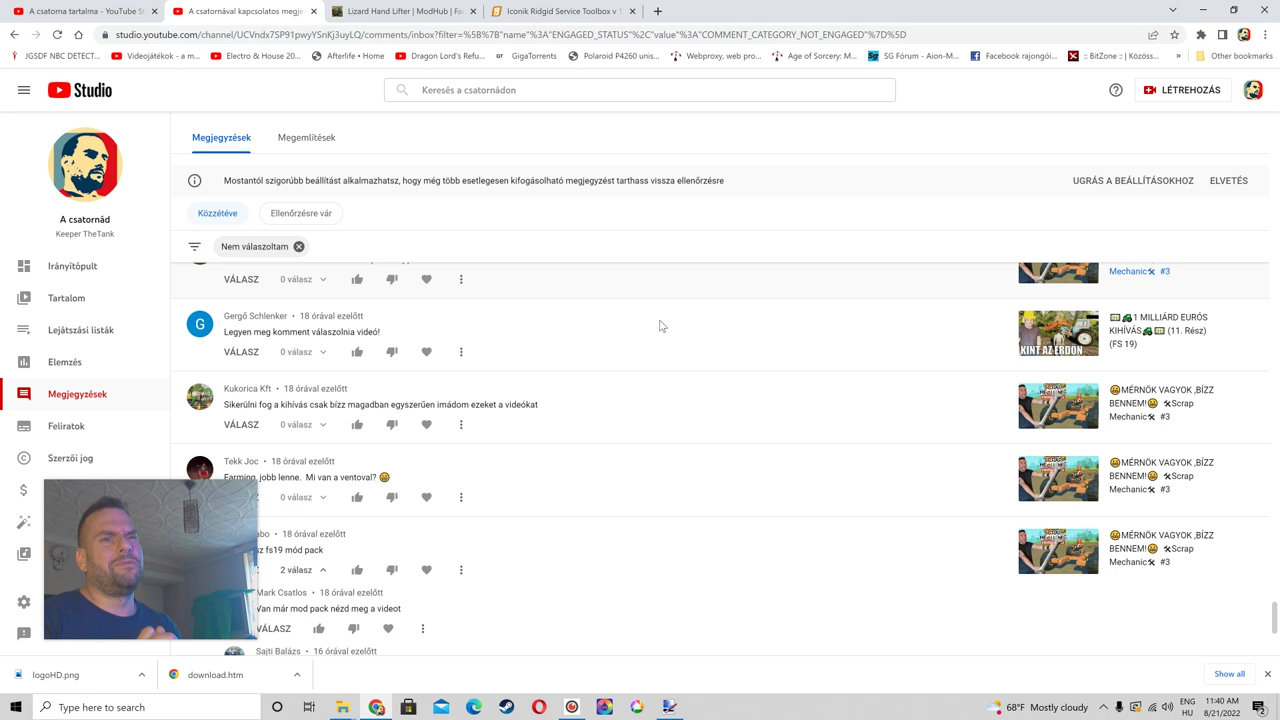 A csatorna tartalma - YouTube S
A csatornával kapcsolatos megje
Lizard Hand Lifter | ModHub | Fa
Iconik Ridgid Service Toolbox v 1
studio.youtube.com/channel/UCVndx7SP91pwyYSnKj3uyLQ/comments/inbox?filter=%5B%7B"name"%3A"ENGAGED_STATUS"%2C"value"%3A"COMMENT_CATEGORY_NOT_ENGAGED"%7D%5D
JGSDF NBC DETECT...
Videojátékok - a m...
Electro & House 20...
Afterlife • Home
Dragon Lord's Refu...
GT GigaTorrents
Polaroid P4260 unis...
Webproxy, web pro...
Age of Sorcery: M...
SG Fórum - Aion-M...
Facebook rajongói...
:: BitZone :: | Közöss...
»
Other bookmarks
Studio
Keresés a csatornádon
LÉTREHOZÁS
A csatornád
Keeper TheTank
Irányítópult
Tartalom
Lejátszási listák
Elemzés
Megjegyzések
Feliratok
Szerzői jog
Megjegyzések
Megemlítések
Mostantól szigorúbb beállítást alkalmazhatsz, hogy még több esetlegesen kifogásolható megjegyzést tarthass vissza ellenőrzésre
UGRÁS A BEÁLLÍTÁSOKHOZ
ELVETÉS
Közzétéve
Ellenőrzésre vár
Nem válaszoltam
VÁLASZ
0 válasz
Mechanic🛠 #3
G
Gergő Schlenker • 18 órával ezelőtt
Legyen meg komment válaszolnia videó!
VÁLASZ
0 válasz
KINT AZ ERDŐN
💵🚜1 MILLIÁRD EURÓS
KIHÍVÁS🚜💵 (11. Rész)
(FS 19)
Kukorica Kft • 18 órával ezelőtt
Sikerülni fog a kihívás csak bízz magadban egyszerűen imádom ezeket a videókat
VÁLASZ
0 válasz
😀MÉRNÖK VAGYOK ,BÍZZ
BENNEM!😀 🛠Scrap
Mechanic🛠 #3
Tekk Joc • 18 órával ezelőtt
Farming, jobb lenne. Mi van a ventoval? 😀
0 válasz
😀MÉRNÖK VAGYOK ,BÍZZ
BENNEM!😀 🛠Scrap
Mechanic🛠 #3
abo • 18 órával ezelőtt
sz fs19 mód pack
2 válasz
😀MÉRNÖK VAGYOK ,BÍZZ
BENNEM!😀 🛠Scrap
Mechanic🛠 #3
Mark Csatlos • 18 órával ezelőtt
Van már mod pack nézd meg a videot
VÁLASZ
Sajti Balázs • 16 órával ezelőtt
logoHD.png
download.htm
Show all
Type here to search
68°F Mostly cloudy
ENG
HU
11:40 AM
8/21/2022
2